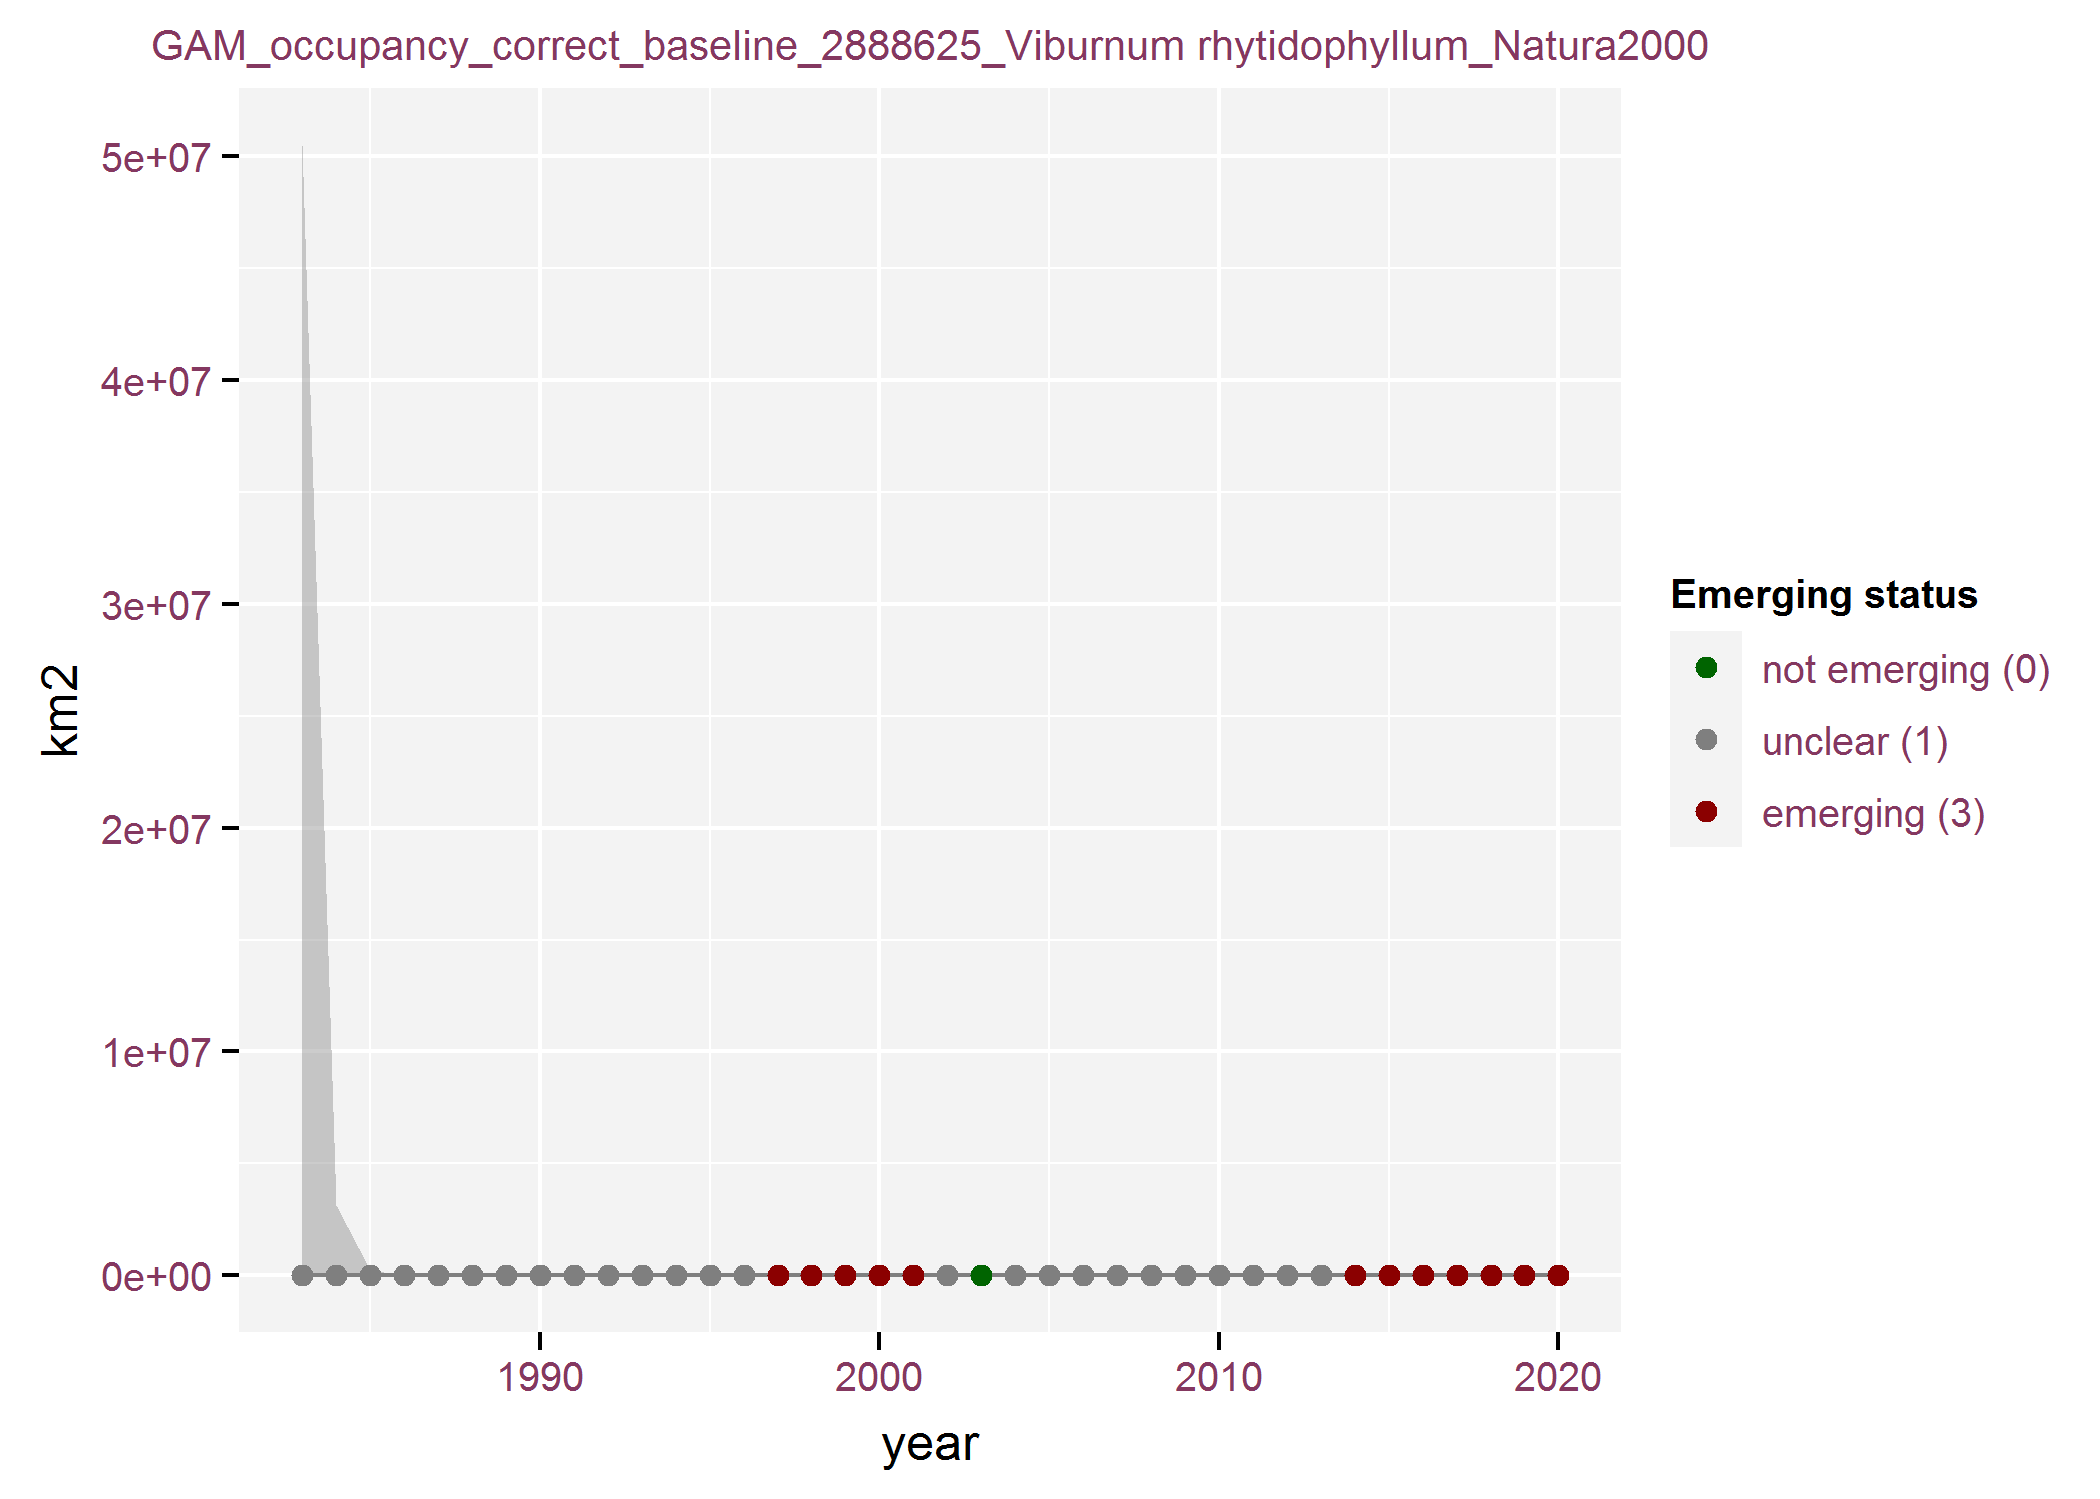 GAM_occupancy_correct_baseline_2888625_Viburnum rhytidophyllum_Natura2000
5e+07
4e+07
3e+07
2e+07
1e+07
0e+00
km2
1990
2000
2010
2020
year
Emerging status
not emerging (0)
unclear (1)
emerging (3)